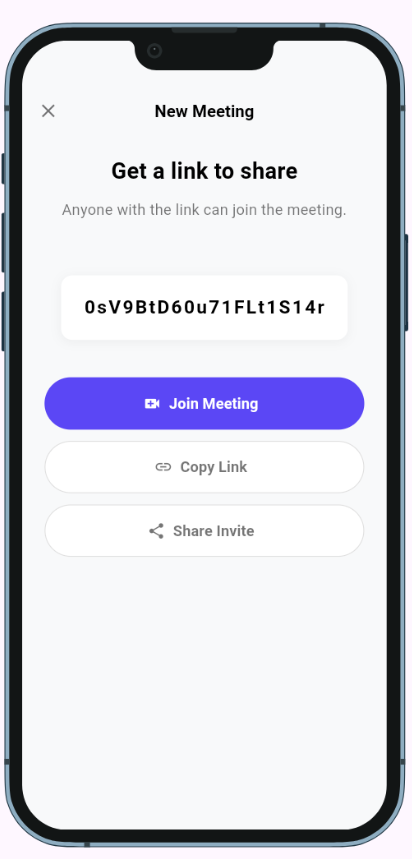 New Meeting
Get a link to share
Anyone with the link can join the meeting.
0sV9BtD60u71FLt1S14r
Join Meeting
Copy Link
Share Invite